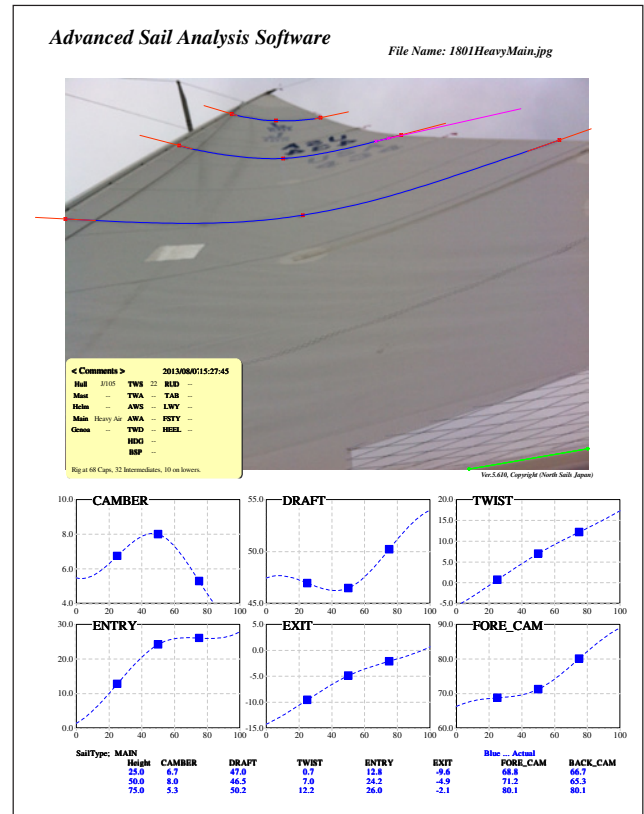 Advanced Sail Analysis Software
File Name: 1801HeavyMain.jpg
< Comments > 2013/08/07 15:27:45
Hull J/105 TWS 22 RUD --
Mast -- TWA -- TAB --
Helm -- AWS -- LWY --
Main Heavy Air AWA -- FSTY --
Genoa -- TWD -- HEEL --
HDG --
BSP --
Rig at 68 Caps, 32 Intermediates, 10 on lowers.
Ver.5.610, Copyright (North Sails Japan)
CAMBER
10.0
8.0
6.0
4.0
0 20 40 60 80 100
DRAFT
55.0
50.0
45.0
0 20 40 60 80 100
TWIST
20.0
15.0
10.0
5.0
0.0
-5.0
0 20 40 60 80 100
ENTRY
30.0
20.0
10.0
0.0
0 20 40 60 80 100
EXIT
5.0
0.0
-5.0
-10.0
-15.0
0 20 40 60 80 100
FORE_CAM
90.0
80.0
70.0
60.0
0 20 40 60 80 100
SailType; MAIN Blue ... Actual
Height CAMBER DRAFT TWIST ENTRY EXIT FORE_CAM BACK_CAM
25.0 6.7 47.0 0.7 12.8 -9.6 68.8 66.7
50.0 8.0 46.5 7.0 24.2 -4.9 71.2 65.3
75.0 5.3 50.2 12.2 26.0 -2.1 80.1 80.1